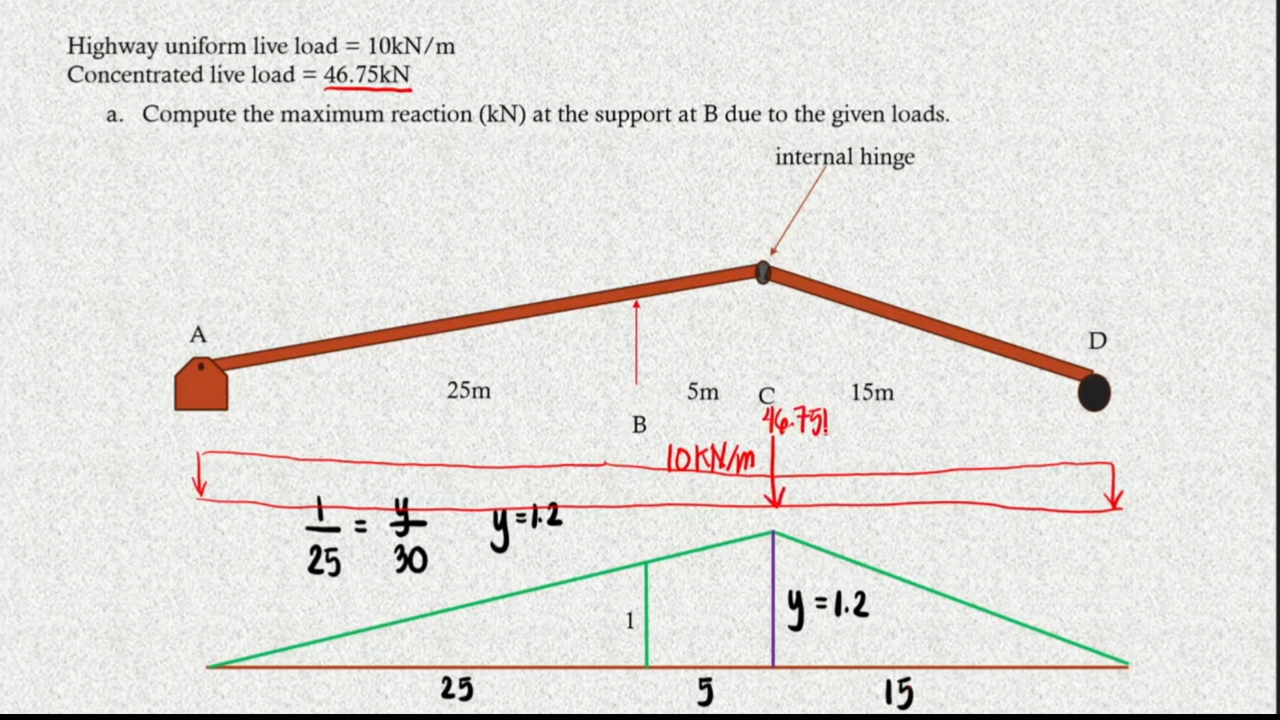 Highway uniform live load = 10kN/m
Concentrated live load = 46.75kN
a. Compute the maximum reaction (kN) at the support at B due to the given loads.
internal hinge
A
D
25m
5m
C
15m
B
46.75!
10KN/m
1/25 = y/30
y=1.2
1
y=1.2
25
5
15